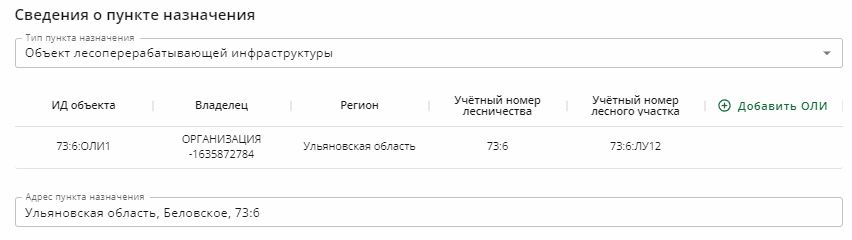 Сведения о пункте назначения
Тип пункта назначения
Объект лесоперерабатывающей инфраструктуры
ИД объекта
Владелец
Регион
Учётный номер
лесничества
Учётный номер
лесного участка
Добавить ОЛИ
73:6:ОЛИ1
ОРГАНИЗАЦИЯ
-1635872784
Ульяновская область
73:6
73:6:ЛУ12
Адрес пункта назначения
Ульяновская область, Беловское, 73:6